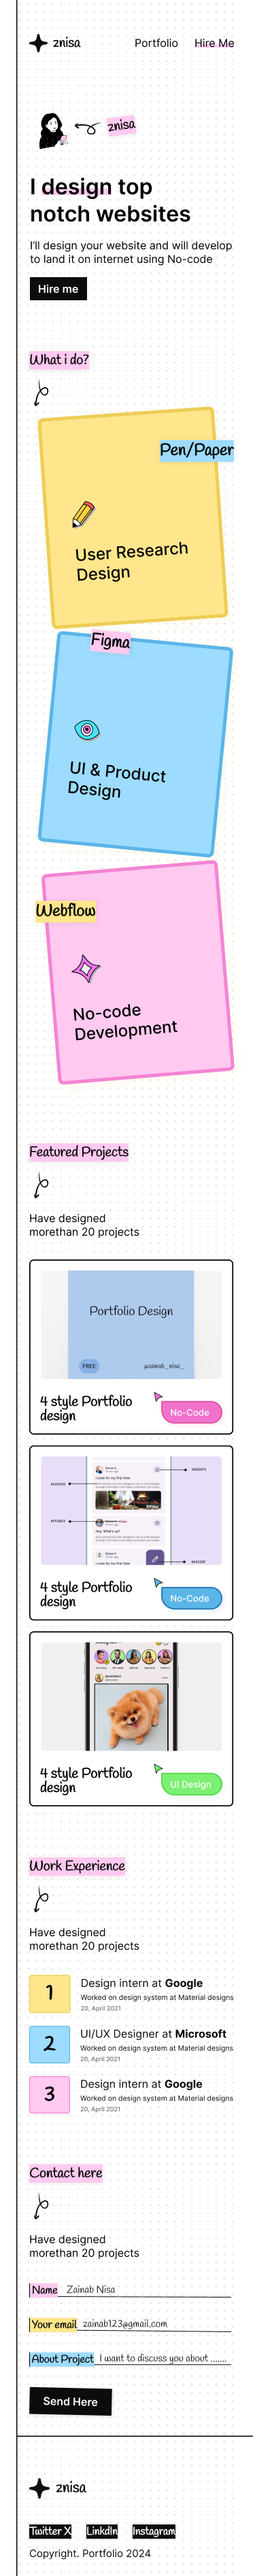 znisa
Portfolio
Hire Me
znisa
I design top
notch websites
I'll design your website and will develop
to land it on internet using No-code
Hire me
What i do?
Pen/Paper
User Research
Design
Figma
UI & Product
Design
Webflow
No-code
Development
Featured Projects
Have designed
morethan 20 projects
Portfolio Design
FREE
@zainab_nisa_
4 style Portfolio
design
No-Code
4 style Portfolio
design
No-Code
4 style Portfolio
design
UI Design
Work Experience
Have designed
morethan 20 projects
1
Design intern at Google
Worked on design system at Material designs
20, April 2021
2
UI/UX Designer at Microsoft
Worked on design system at Material designs
20, April 2021
3
Design intern at Google
Worked on design system at Material designs
20, April 2021
Contact here
Have designed
morethan 20 projects
Name Zainab Nisa
Your email zainab123@gmail.com
About Project I want to discuss you about .......
Send Here
znisa
Twitter X
LinkdIn
Instagram
Copyright. Portfolio 2024